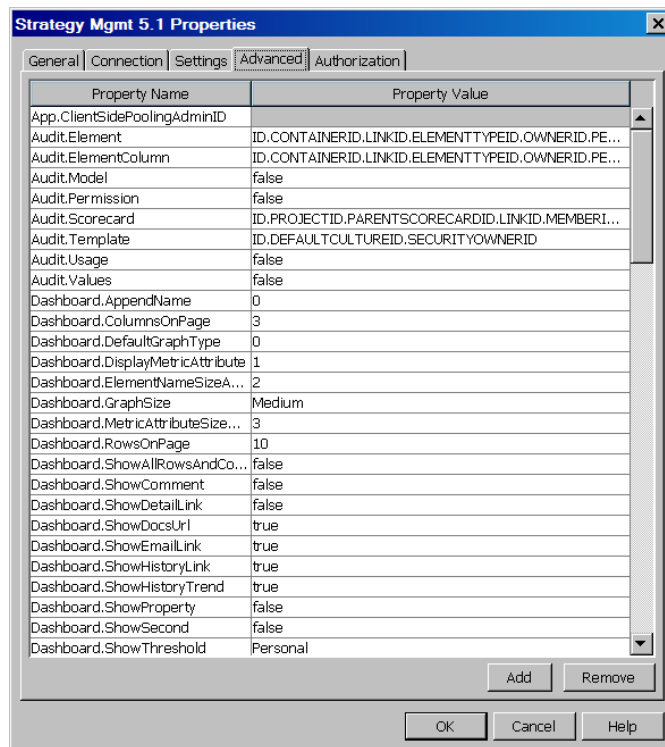 Strategy Mgmt 5.1 Properties
General Connection Settings Advanced Authorization
Property Name Property Value
App.ClientSidePoolingAdminID
Audit.Element ID.CONTAINERID.LINKID.ELEMENTTYPEID.OWNERID.PE...
Audit.ElementColumn ID.CONTAINERID.LINKID.ELEMENTTYPEID.OWNERID.PE...
Audit.Model false
Audit.Permission false
Audit.Scorecard ID.PROJECTID.PARENTSCORECARDID.LINKID.MEMBERI...
Audit.Template ID.DEFAULTCULTUREID.SECURITYOWNERID
Audit.Usage false
Audit.Values false
Dashboard.AppendName 0
Dashboard.ColumnsOnPage 3
Dashboard.DefaultGraphType 0
Dashboard.DisplayMetricAttribute 1
Dashboard.ElementNameSizeA... 2
Dashboard.GraphSize Medium
Dashboard.MetricAttributeSize... 3
Dashboard.RowsOnPage 10
Dashboard.ShowAllRowsAndCo... false
Dashboard.ShowComment false
Dashboard.ShowDetailLink false
Dashboard.ShowDocsUrl true
Dashboard.ShowEmailLink true
Dashboard.ShowHistoryLink true
Dashboard.ShowHistoryTrend true
Dashboard.ShowProperty false
Dashboard.ShowSecond false
Dashboard.ShowThreshold Personal
Add Remove
OK Cancel Help